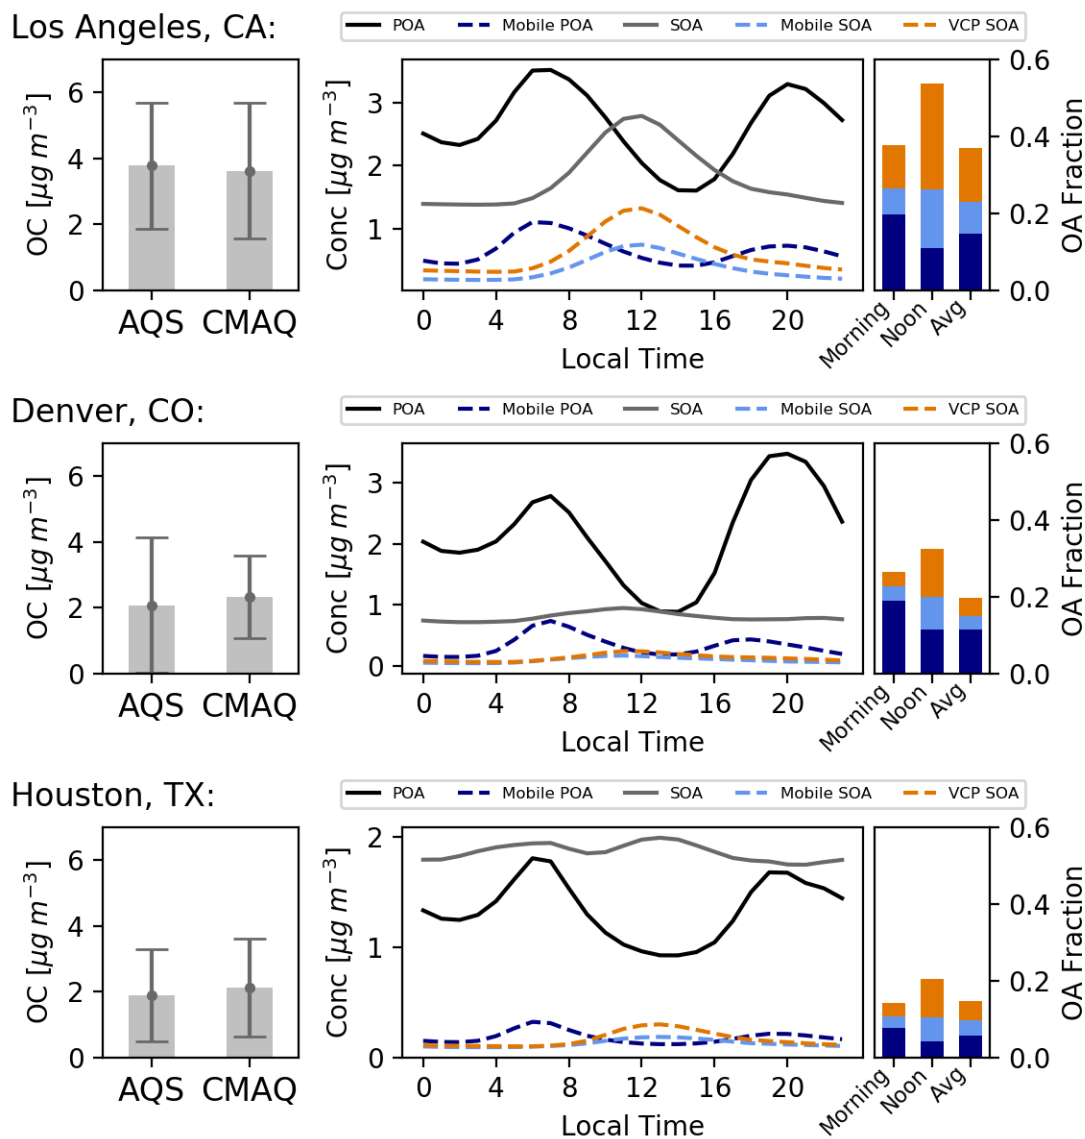 Los Angeles, CA:
POA Mobile POA SOA Mobile SOA VCP SOA
OC [μg m⁻³]
6
4
2
0
AQS CMAQ
Conc [μg m⁻³]
3
2
1
0 4 8 12 16 20
Local Time
0.6
0.4
0.2
0.0
OA Fraction
Morning
Noon
Avg
Denver, CO:
POA Mobile POA SOA Mobile SOA VCP SOA
OC [μg m⁻³]
6
4
2
0
AQS CMAQ
Conc [μg m⁻³]
3
2
1
0
0 4 8 12 16 20
Local Time
0.6
0.4
0.2
0.0
OA Fraction
Morning
Noon
Avg
Houston, TX:
POA Mobile POA SOA Mobile SOA VCP SOA
OC [μg m⁻³]
6
4
2
0
AQS CMAQ
Conc [μg m⁻³]
2
1
0
0 4 8 12 16 20
Local Time
0.6
0.4
0.2
0.0
OA Fraction
Morning
Noon
Avg